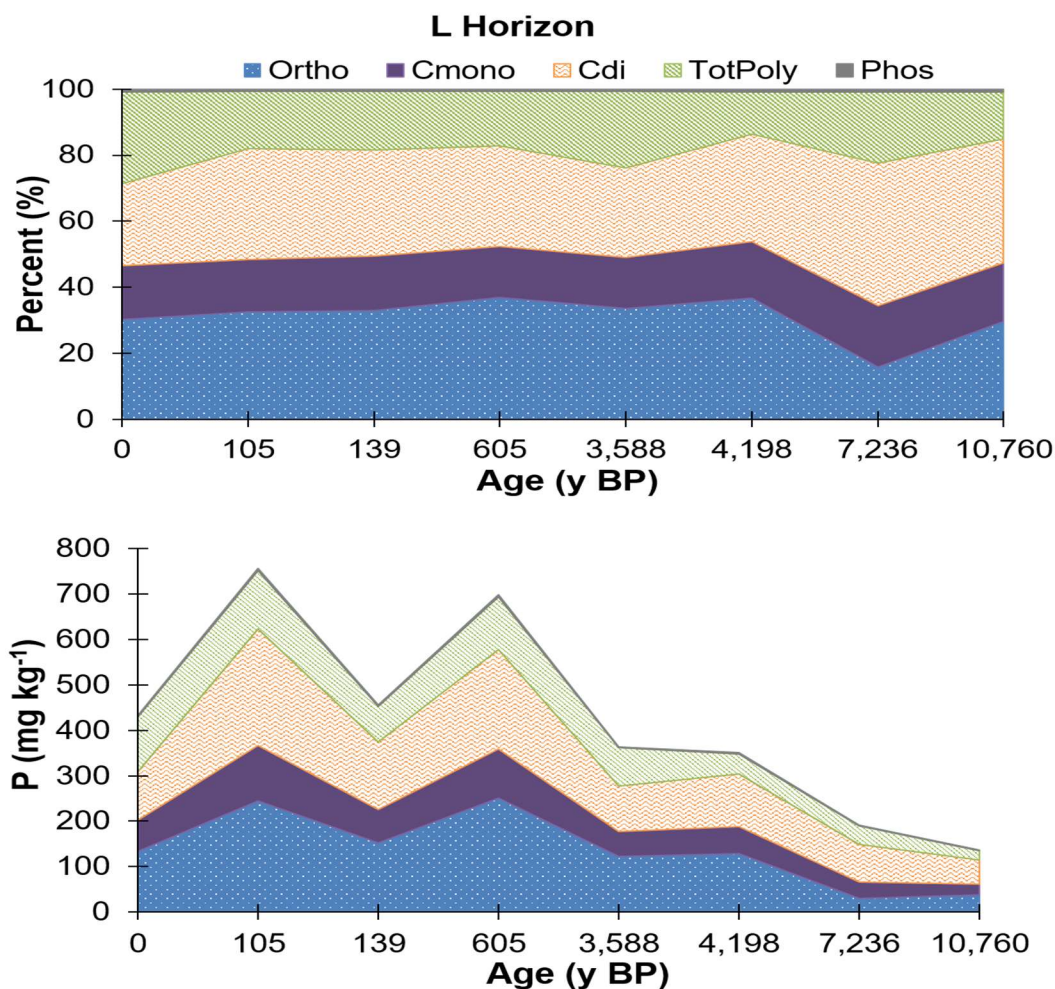 L Horizon
Ortho Cmono Cdi TotPoly Phos
100
80
60
40
20
0
Percent (%)
0 105 139 605 3,588 4,198 7,236 10,760
Age (y BP)
800
700
600
500
400
300
200
100
0
P (mg kg⁻¹)
0 105 139 605 3,588 4,198 7,236 10,760
Age (y BP)